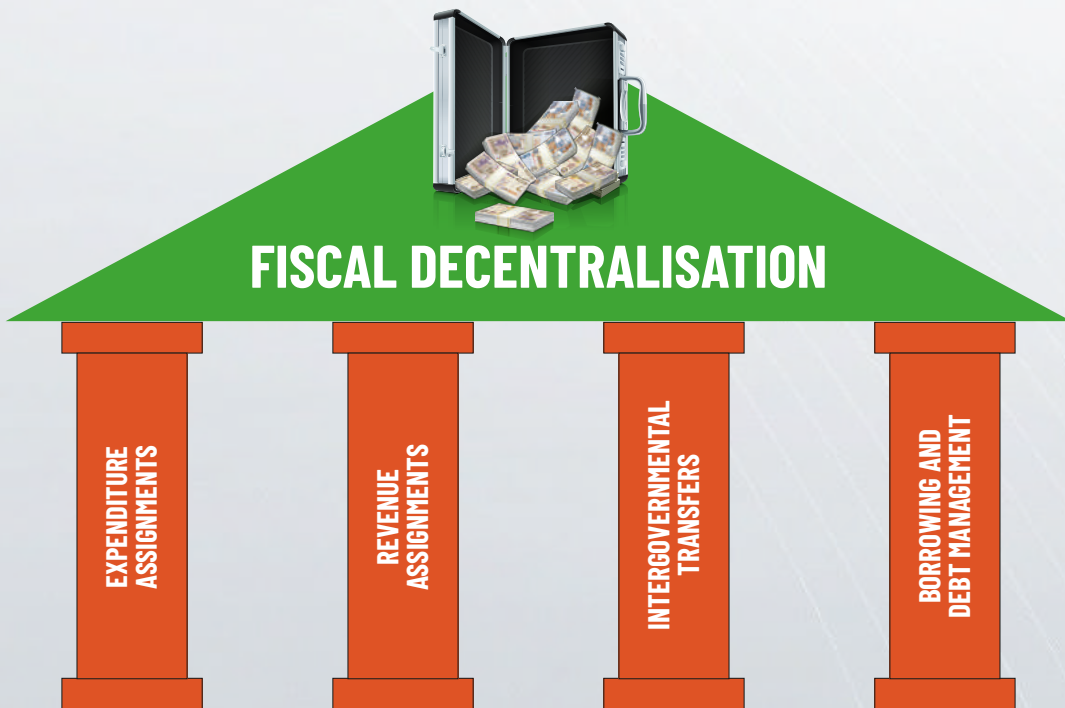 FISCAL DECENTRALISATION
EXPENDITURE
ASSIGNMENTS
REVENUE
ASSIGNMENTS
INTERGOVERNMENTAL
TRANSFERS
BORROWING AND
DEBT MANAGEMENT